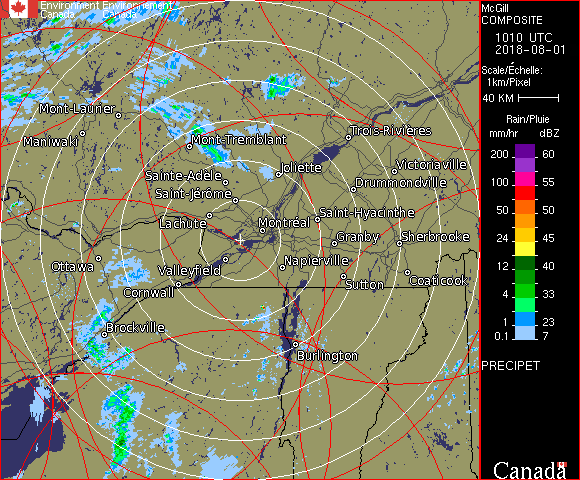 Environment Environnement
Canada Canada
Mont-Laurier
Maniwaki
Mont-Tremblant
Trois-Rivières
Sainte-Adèle
Joliette
Victoriaville
Saint-Jérôme
Drummondville
Lachute
Montréal
Saint-Hyacinthe
Granby
Sherbrooke
Ottawa
Valleyfield
Napierville
Cornwall
Sutton
Coaticook
Brockville
Burlington
McGill
COMPOSITE
1010 UTC
2018-08-01
Scale/Échelle:
1km/Pixel
40 KM
Rain/Pluie
mm/hr dBZ
200 60
100 55
50 50
24 45
12 40
4 33
1 23
0.1 7
PRECIPET
Canada